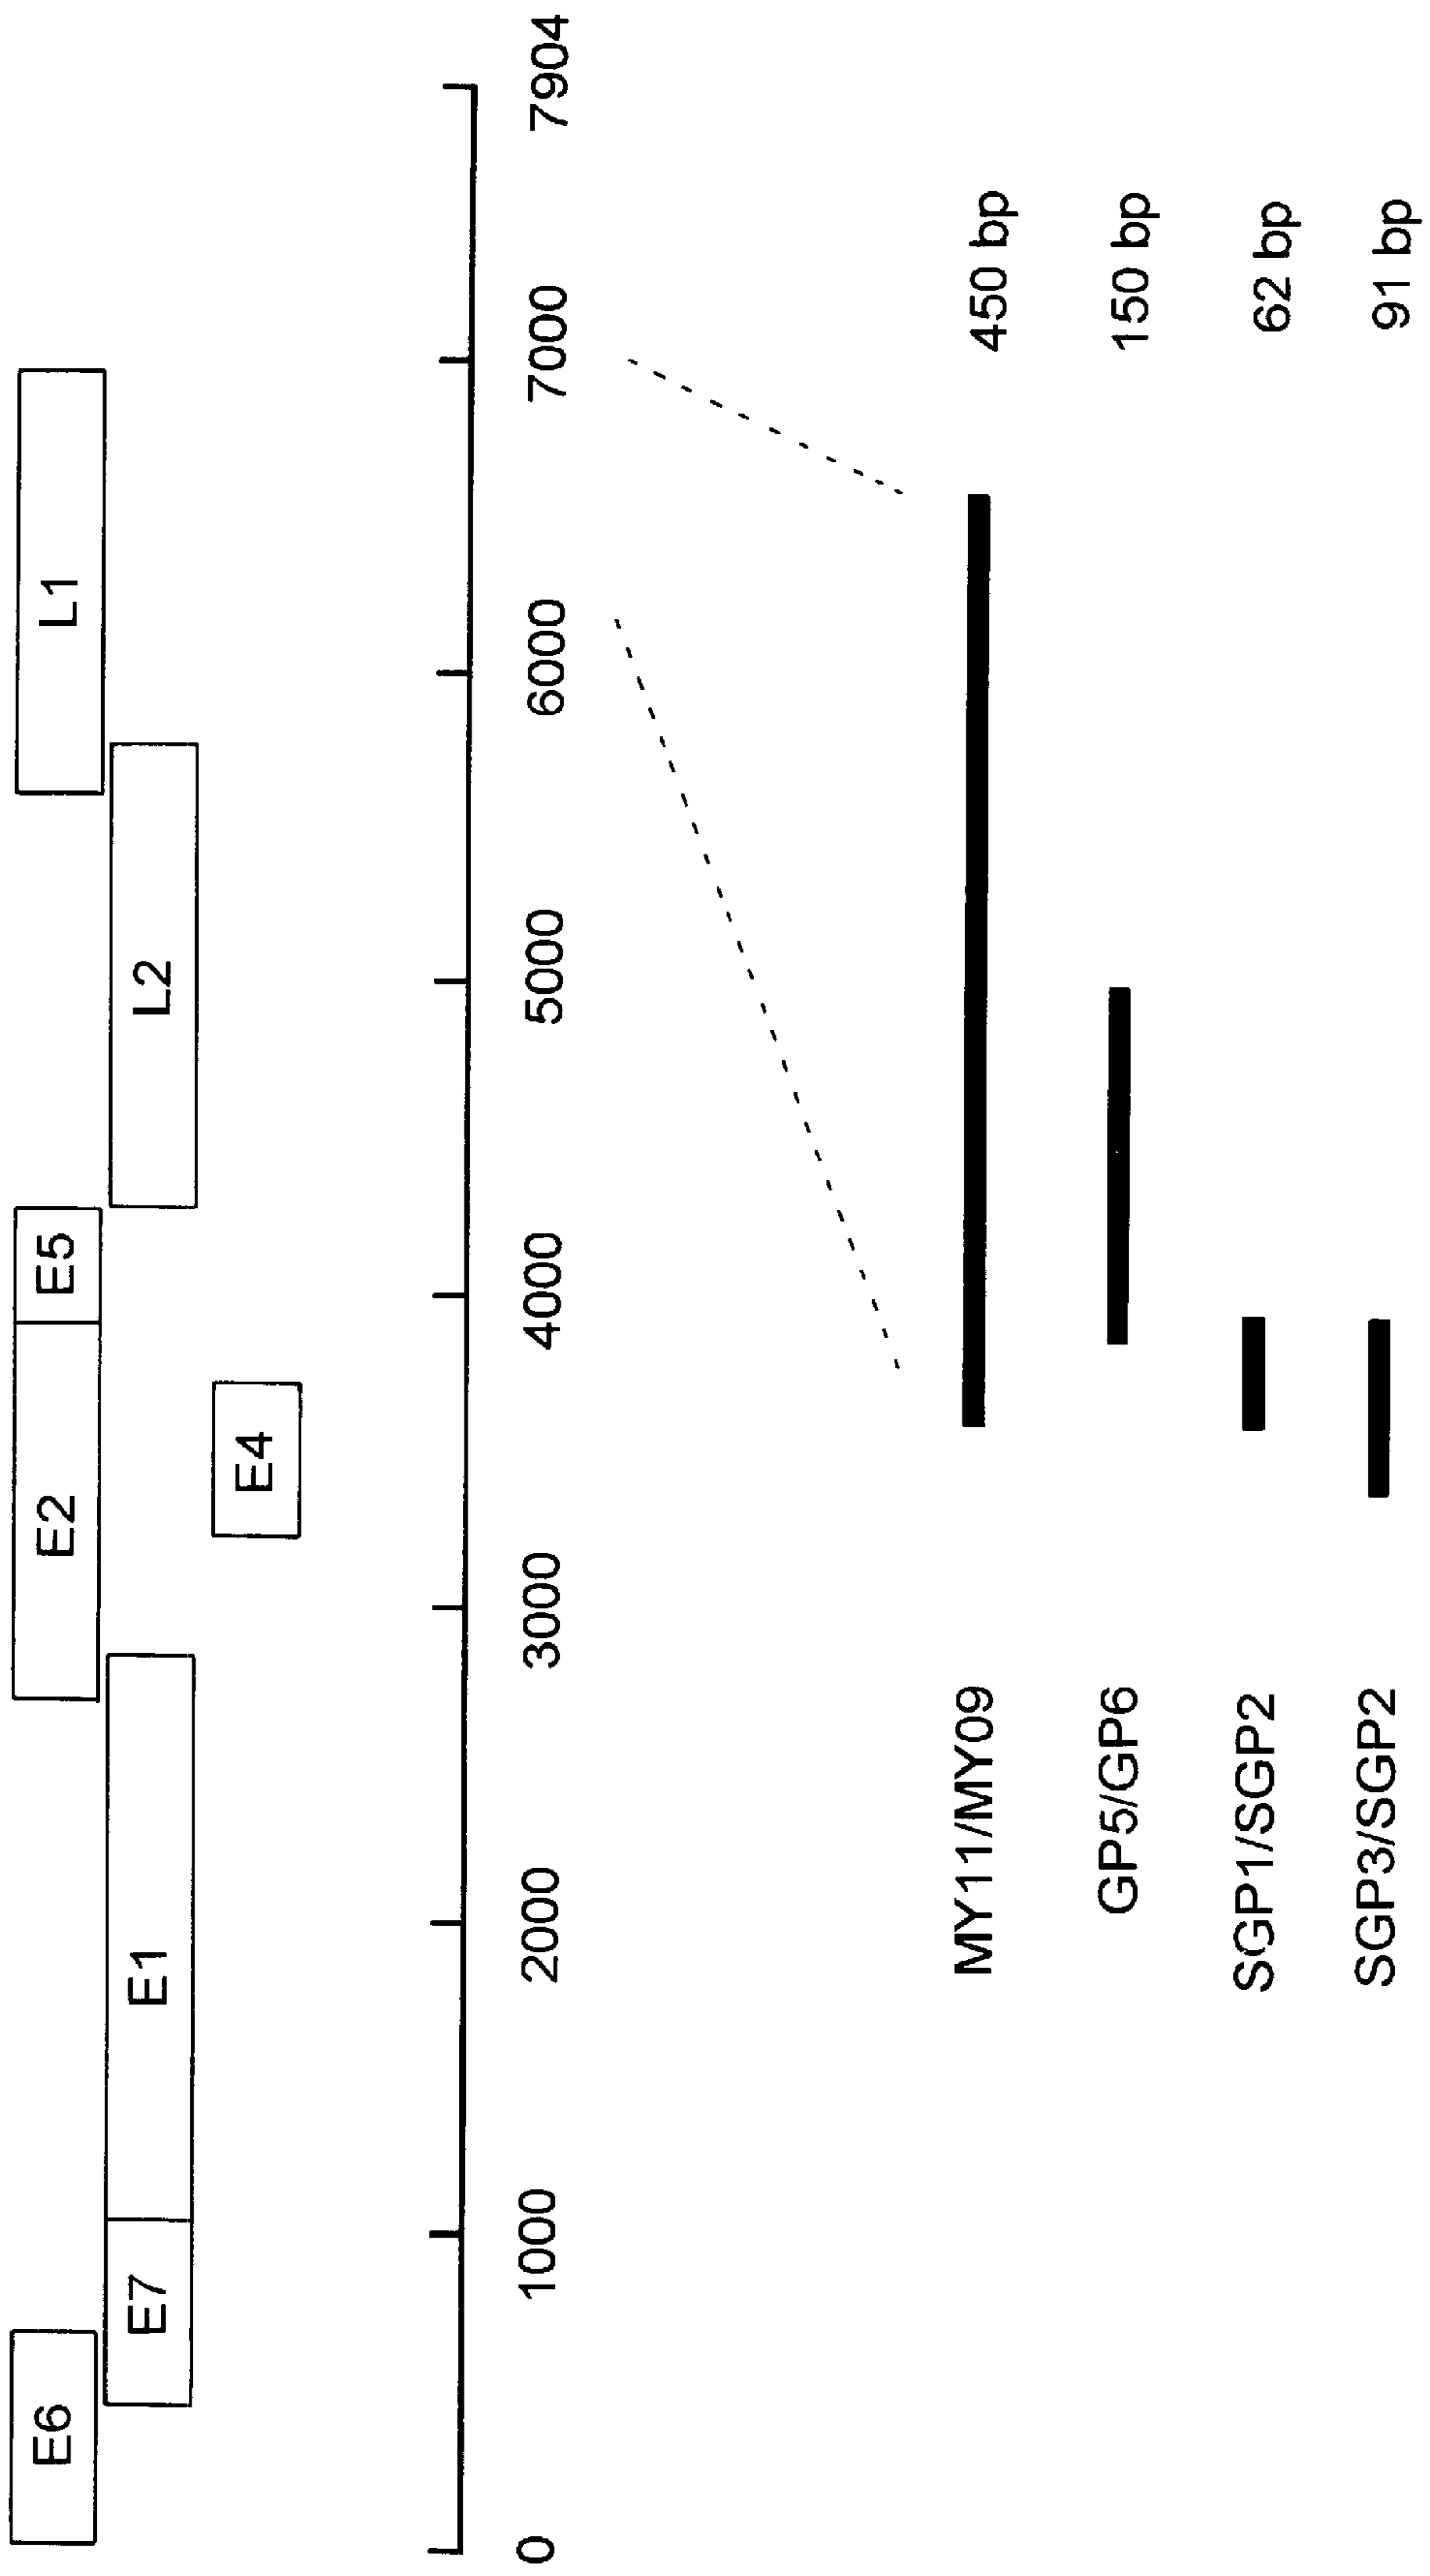 E6
E2
E5
L1
E7
E1
L2
E4
0 1000 2000 3000 4000 5000 6000 7000 7904
MY11/MY09 450 bp
GP5/GP6 150 bp
SGP1/SGP2 62 bp
SGP3/SGP2 91 bp